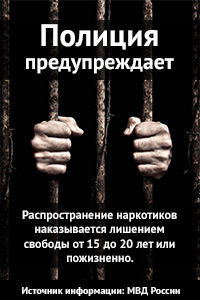 Полиция
предупреждает
Распространение наркотиков
наказывается лишением
свободы от 15 до 20 лет или
пожизненно.
Источник информации: МВД России